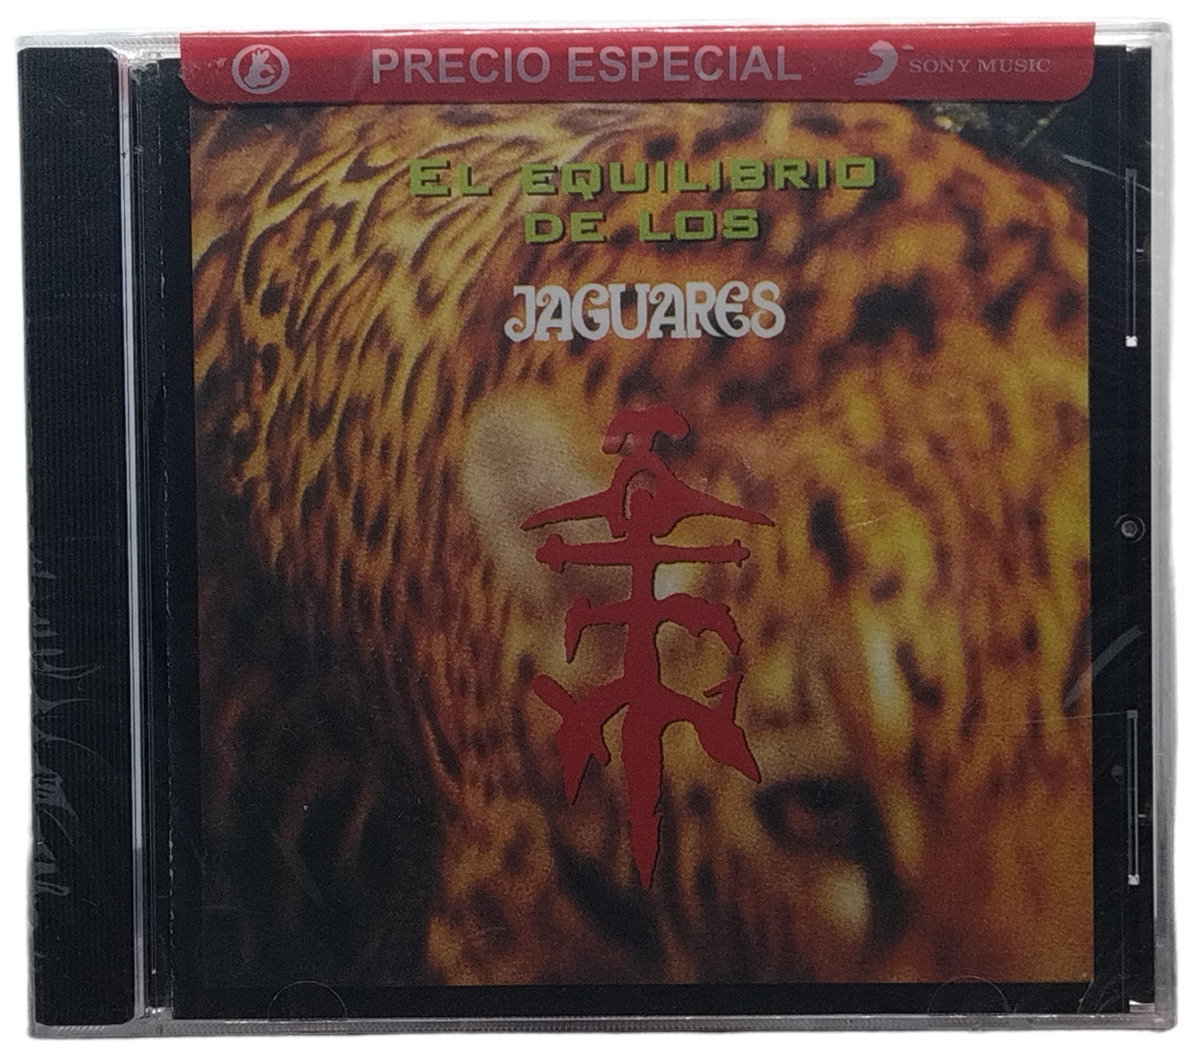 PRECIO ESPECIAL
SONY MUSIC
EL EQUILIBRIO
DE LOS
JAGUARES